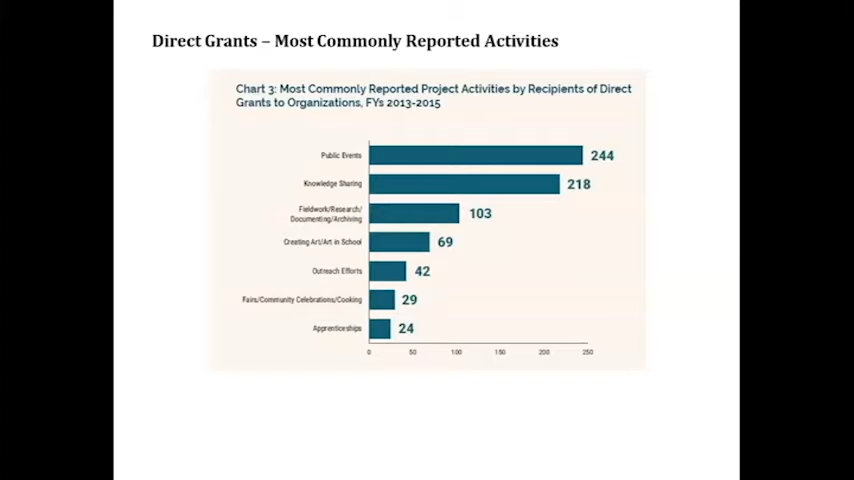 Direct Grants – Most Commonly Reported Activities
Chart 3: Most Commonly Reported Project Activities by Recipients of Direct
Grants to Organizations, FYs 2013-2015
Public Events 244
Knowledge Sharing 218
Fieldwork/Research/
Documenting/Archiving 103
Creating Art/Art in School 69
Outreach Efforts 42
Fairs/Community Celebrations/Cooking 29
Apprenticeships 24
0 50 100 150 200 250